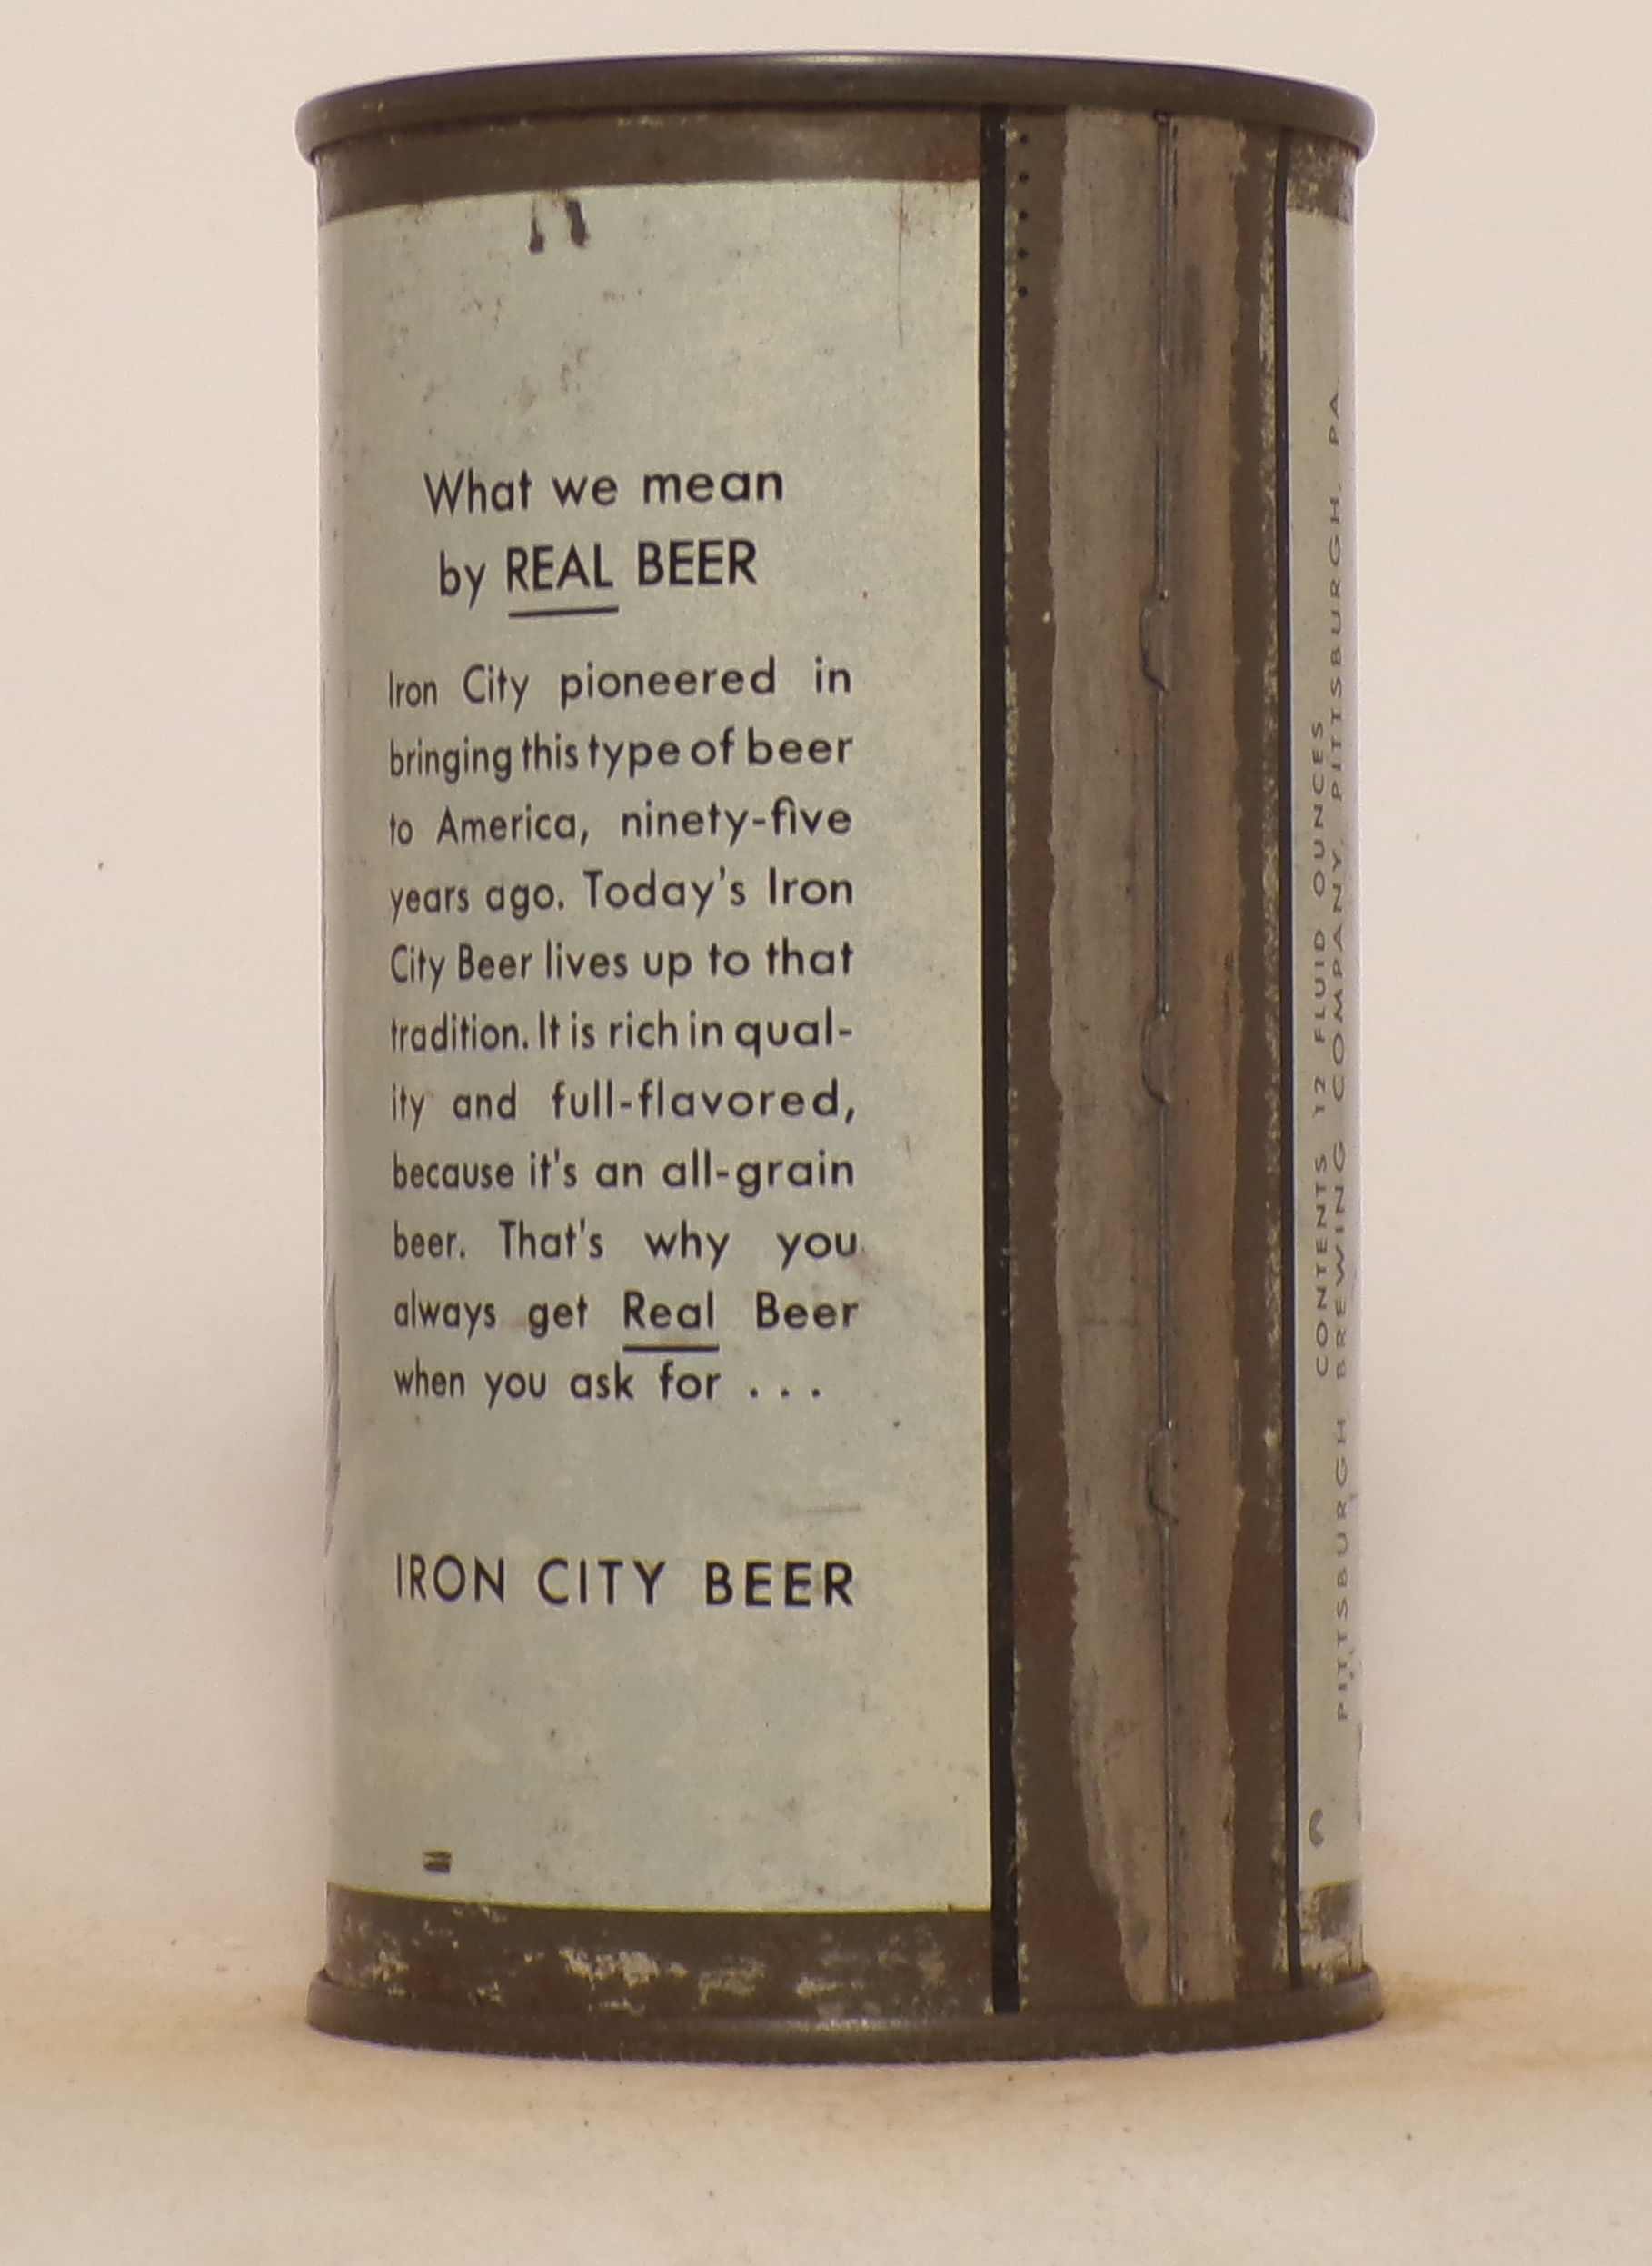 What we mean
by REAL BEER
Iron City pioneered in
bringing this type of beer
to America, ninety-five
years ago. Today's Iron
City Beer lives up to that
tradition. It is rich in qual-
ity and full-flavored,
because it's an all-grain
beer. That's why you
always get Real Beer
when you ask for . . .
IRON CITY BEER
CONTENTS 12 FLUID OUNCES
PITTSBURGH BREWING COMPANY, PITTSBURGH, PA.